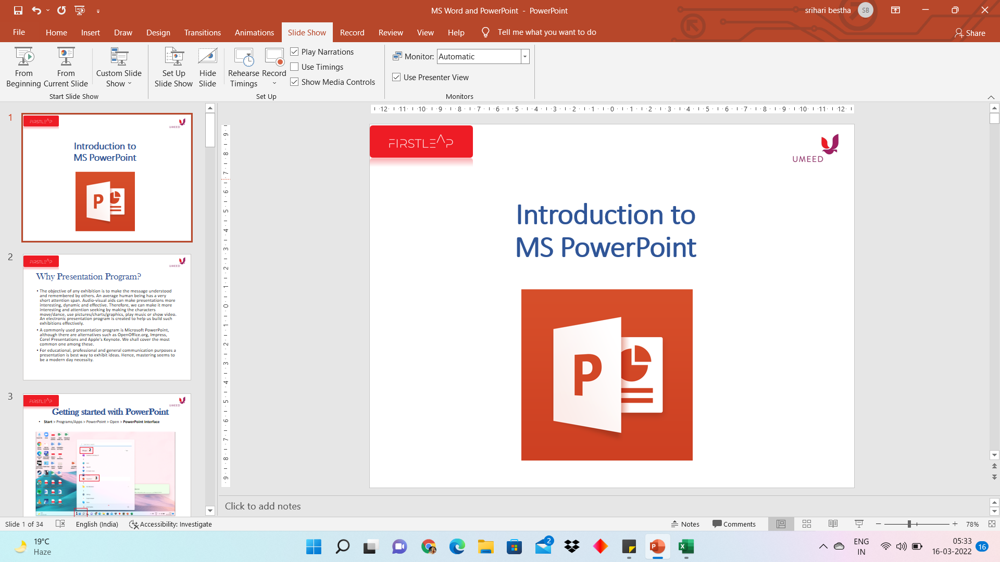 MS Word and PowerPoint - PowerPoint
srihari bestha
SB
File
Home
Insert
Draw
Design
Transitions
Animations
Slide Show
Record
Review
View
Help
Tell me what you want to do
Share
From Beginning
From Current Slide
Custom Slide Show
Start Slide Show
Set Up Slide Show
Hide Slide
Rehearse Timings
Record
Play Narrations
Use Timings
Show Media Controls
Set Up
Monitor: Automatic
Use Presenter View
Monitors
1
FIRSTLEAP
UMEED
Introduction to
MS PowerPoint
P
2
FIRSTLEAP
UMEED
Why Presentation Program?
• The objective of any exhibition is to make the message understood
and remembered by others. An average human being has a very
short attention span. Audio-visual aids can make presentations more
interesting, dynamic and effective. Therefore, we can make it more
interesting and attention seeking by making the characters
move/dance, use pictures/charts/graphics, play music or show video.
An electronic presentation program is created to help us build such
exhibitions effectively.
• A commonly used presentation program is Microsoft PowerPoint,
although there are alternatives such as OpenOffice.org, Impress,
Corel Presentations and Apple's Keynote. We shall cover the most
common one among these.
• For educational, professional and general communication purposes a
presentation is best way to exhibit ideas. Hence, mastering seems to
be a modern day necessity.
3
FIRSTLEAP
UMEED
Getting started with PowerPoint
• Start > Programs/Apps > PowerPoint > Open > PowerPoint Interface
2
3
1
12 11 10 9 8 7 6 5 4 3 2 1 0 1 2 3 4 5 6 7 8 9 10 11 12
9 8 7 6 5 4 3 2 1 0 1 2 3 4 5 6 7 8 9
FIRSTLEAP
UMEED
Introduction to
MS PowerPoint
P
Click to add notes
Slide 1 of 34
English (India)
Accessibility: Investigate
Notes
Comments
78%
19°C
Haze
2
ENG
IN
05:33
16-03-2022
16